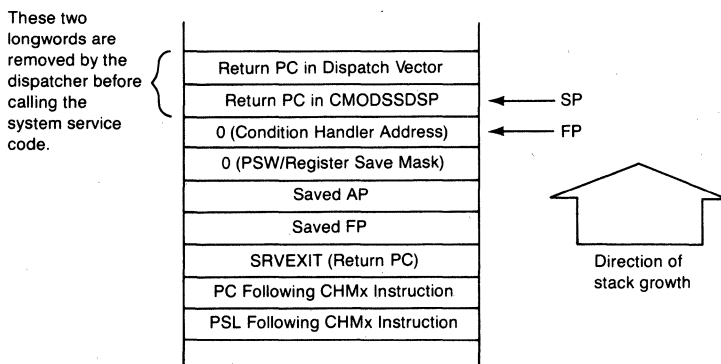 These two
longwords are
removed by the
dispatcher before
calling the
system service
code.
Return PC in Dispatch Vector
Return PC in CMODSSDSP
SP
0 (Condition Handler Address)
FP
0 (PSW/Register Save Mask)
Saved AP
Saved FP
SRVEXIT (Return PC)
PC Following CHMx Instruction
PSL Following CHMx Instruction
Direction of
stack growth